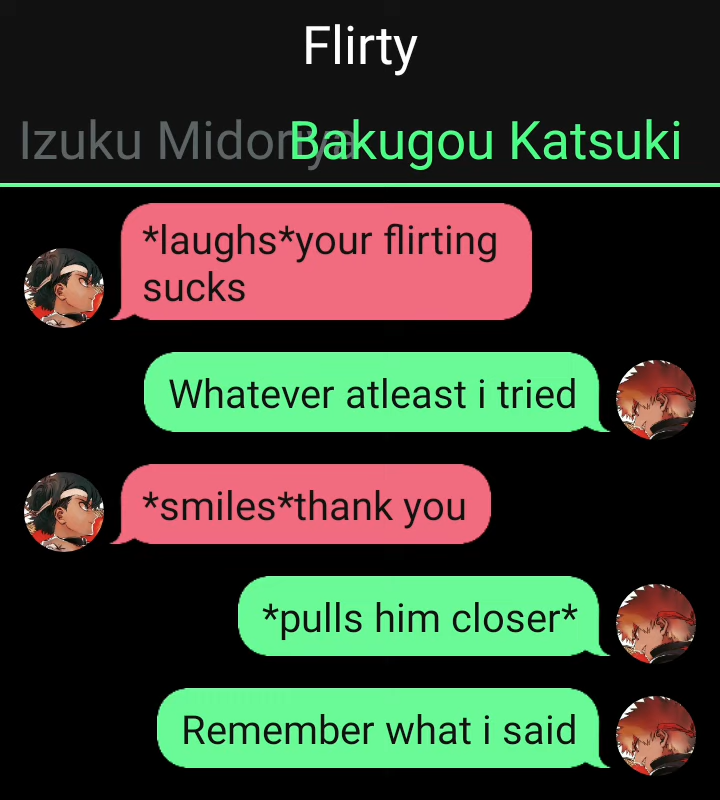 Flirty
Izuku Midoriya Bakugou Katsuki
*laughs*your flirting
sucks
Whatever atleast i tried
*smiles*thank you
*pulls him closer*
Remember what i said